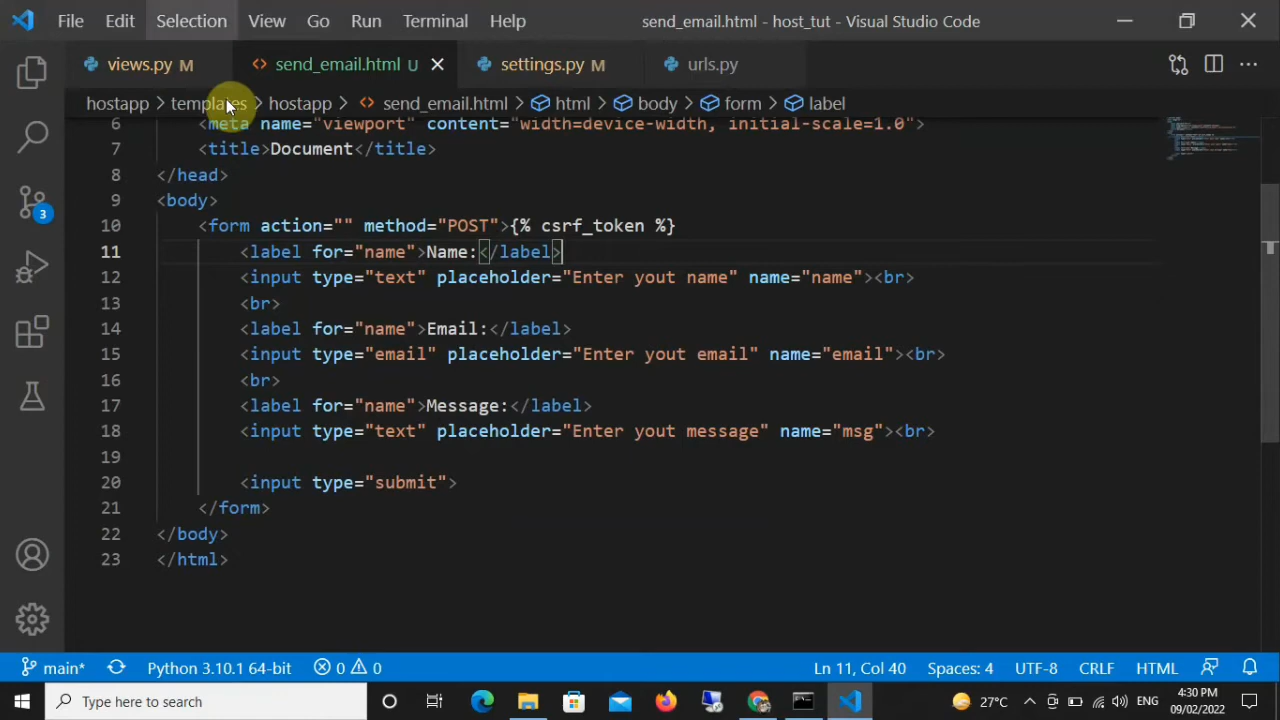 File Edit Selection View Go Run Terminal Help send_email.html - host_tut - Visual Studio Code
views.py M send_email.html U settings.py M urls.py
hostapp > templates > hostapp > send_email.html > html > body > form > label
6 <meta name="viewport" content="width=device-width, initial-scale=1.0">
7 <title>Document</title>
8 </head>
9 <body>
10 <form action="" method="POST">{% csrf_token %}
11 <label for="name">Name:</label>
12 <input type="text" placeholder="Enter yout name" name="name"><br>
13 <br>
14 <label for="name">Email:</label>
15 <input type="email" placeholder="Enter yout email" name="email"><br>
16 <br>
17 <label for="name">Message:</label>
18 <input type="text" placeholder="Enter yout message" name="msg"><br>
19
20 <input type="submit">
21 </form>
22 </body>
23 </html>
3
main* Python 3.10.1 64-bit 0 0 Ln 11, Col 40 Spaces: 4 UTF-8 CRLF HTML
Type here to search 27°C ENG 4:30 PM
09/02/2022